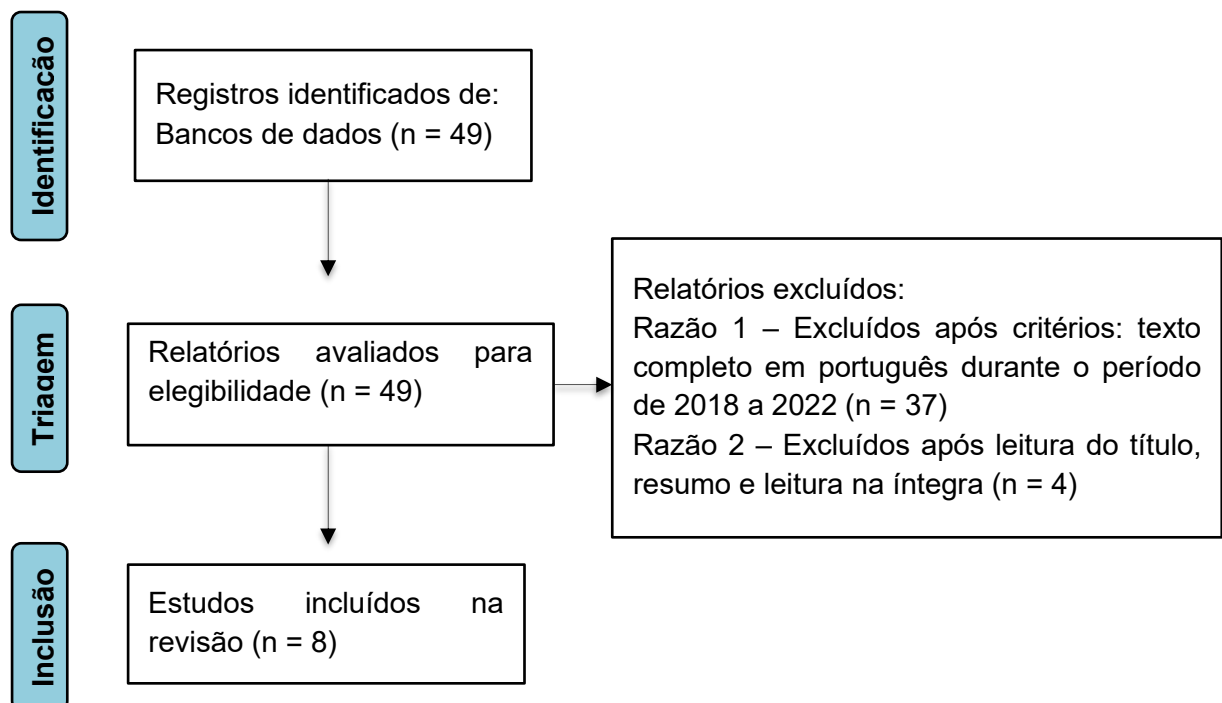 Identificação
Registros identificados de:
Bancos de dados (n = 49)
Triagem
Relatórios avaliados para
elegibilidade (n = 49)
Relatórios excluídos:
Razão 1 – Excluídos após critérios: texto
completo em português durante o período
de 2018 a 2022 (n = 37)
Razão 2 – Excluídos após leitura do título,
resumo e leitura na íntegra (n = 4)
Inclusão
Estudos incluídos na
revisão (n = 8)